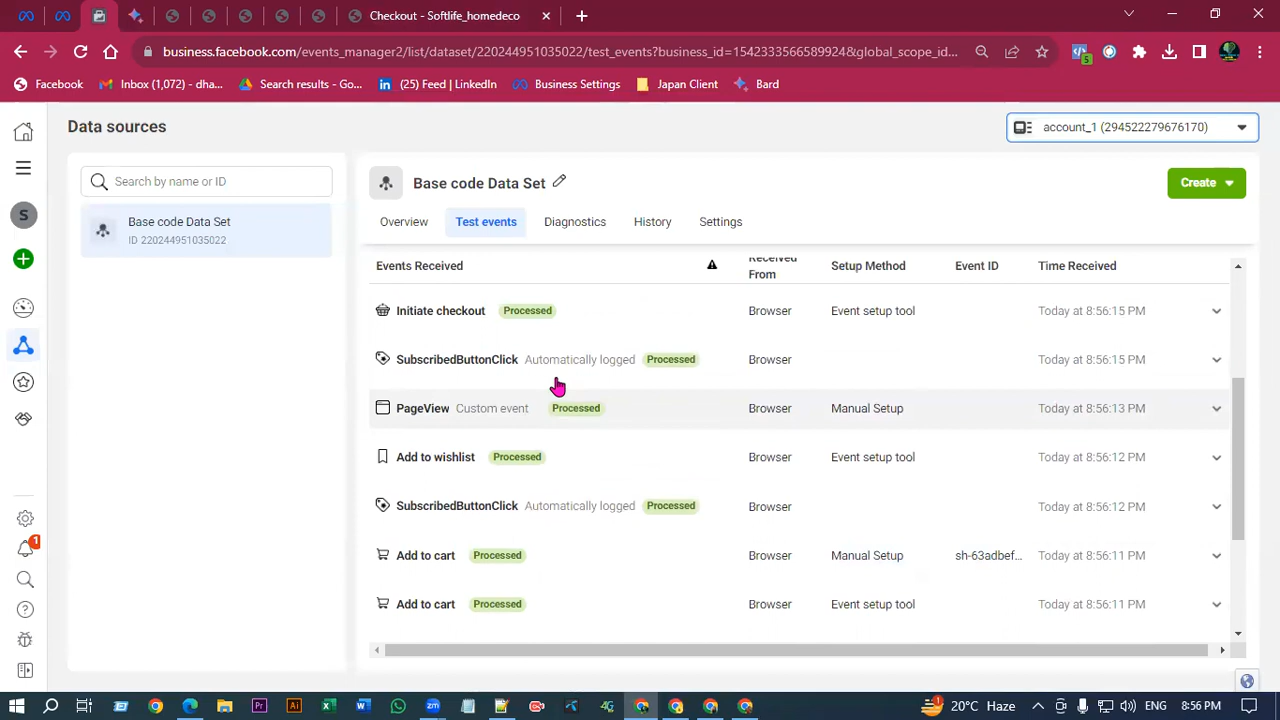 Checkout - Softlife_homedeco
business.facebook.com/events_manager2/list/dataset/220244951035022/test_events?business_id=1542333566589924&global_scope_id...
5
Facebook
Inbox (1,072) - dha...
Search results - Go...
(25) Feed | LinkedIn
Business Settings
Japan Client
Bard
Data sources
account_1 (294522279676170)
Search by name or ID
Base code Data Set
Create
S
Base code Data Set
ID 220244951035022
Overview
Test events
Diagnostics
History
Settings
Events Received
Received From
Setup Method
Event ID
Time Received
Initiate checkout Processed Browser Event setup tool Today at 8:56:15 PM
SubscribedButtonClick Automatically logged Processed Browser Today at 8:56:15 PM
PageView Custom event Processed Browser Manual Setup Today at 8:56:13 PM
Add to wishlist Processed Browser Event setup tool Today at 8:56:12 PM
SubscribedButtonClick Automatically logged Processed Browser Today at 8:56:12 PM
Add to cart Processed Browser Manual Setup sh-63adbef... Today at 8:56:11 PM
Add to cart Processed Browser Event setup tool Today at 8:56:11 PM
1
20°C Haze
ENG
8:56 PM